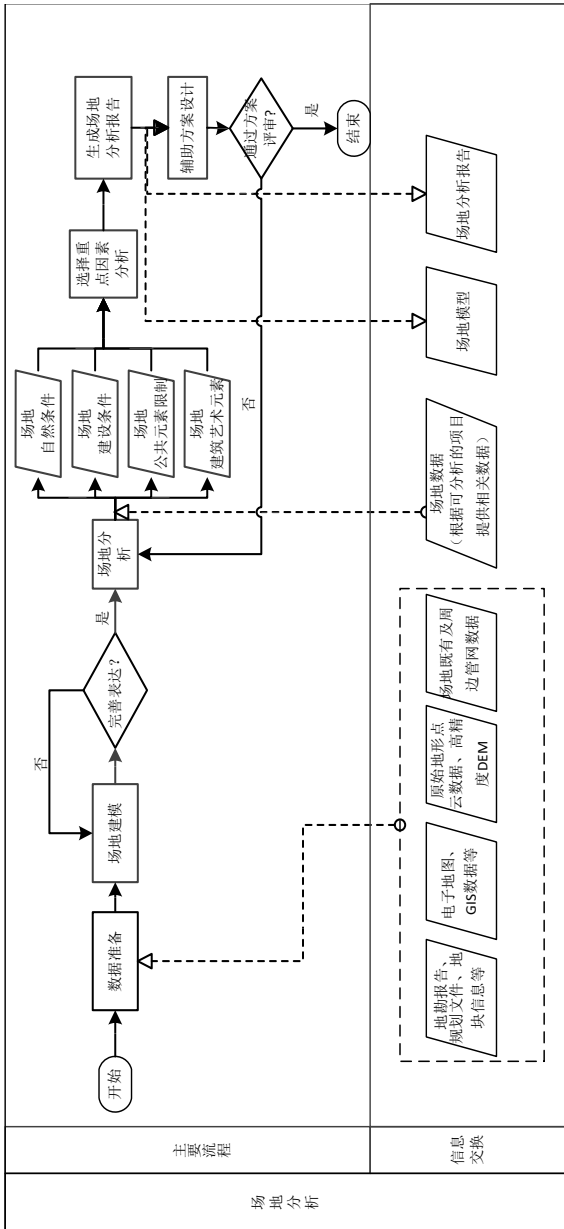 场地分析
主要
流程
开始
数据准备
场地建模
否
完善表达？
是
场地分
析
场地
自然条件
场地
建设条件
场地
公共元素限制
场地
建筑艺术元素
选择重
点因素
分析
生成场地
分析报告
辅助方案设计
通过方案
评审?
否
是
结束
信息
交换
地勘报告、
规划文件、地
块信息等
电子地图、
GIS数据等
原始地形点
云数据、高精
度DEM
场地既有及周
边管网数据
场地数据
（根据可分析的项目
提供相关数据）
场地模型
场地分析报告